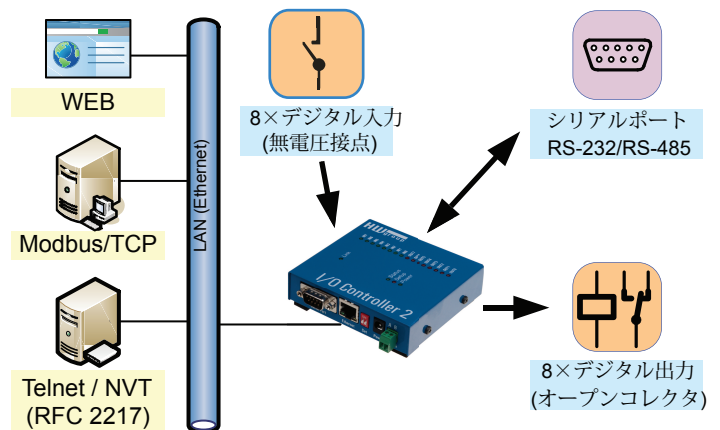 WEB
Modbus/TCP
Telnet / NVT
(RFC 2217)
LAN (Ethernet)
8×デジタル入力
(無電圧接点)
HW group
I/O Controller 2
シリアルポート
RS-232/RS-485
8×デジタル出力
(オープンコレクタ)